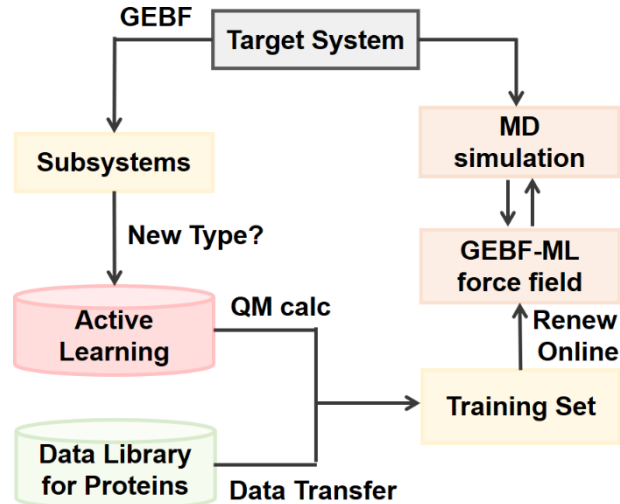 GEBF
Target System
Subsystems
MD
simulation
New Type?
GEBF-ML
force field
Active
Learning
QM calc
Renew
Online
Training Set
Data Library
for Proteins
Data Transfer